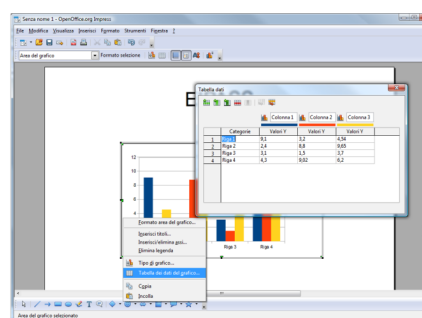 Senza nome 1 - OpenOffice.org Impress
File Modifica Visualizza Inserisci Formato Strumenti Finestra ?
Area del grafico Formato selezione
Tabella dati
Colonna 1 Colonna 2 Colonna 3
Categorie Valori Y Valori Y Valori Y
1 Riga 1 9,1 3,2 4,54
2 Riga 2 2,4 8,8 9,65
3 Riga 3 3,1 1,5 3,7
4 Riga 4 4,3 9,02 6,2
12
10
8
6
4
Riga 3 Riga 4
Formato area del grafico...
Inserisci titoli...
Inserisci/elimina assi...
Elimina legenda
Tipo di grafico...
Tabella dei dati del grafico...
Copia
Incolla
Area del grafico selezionato